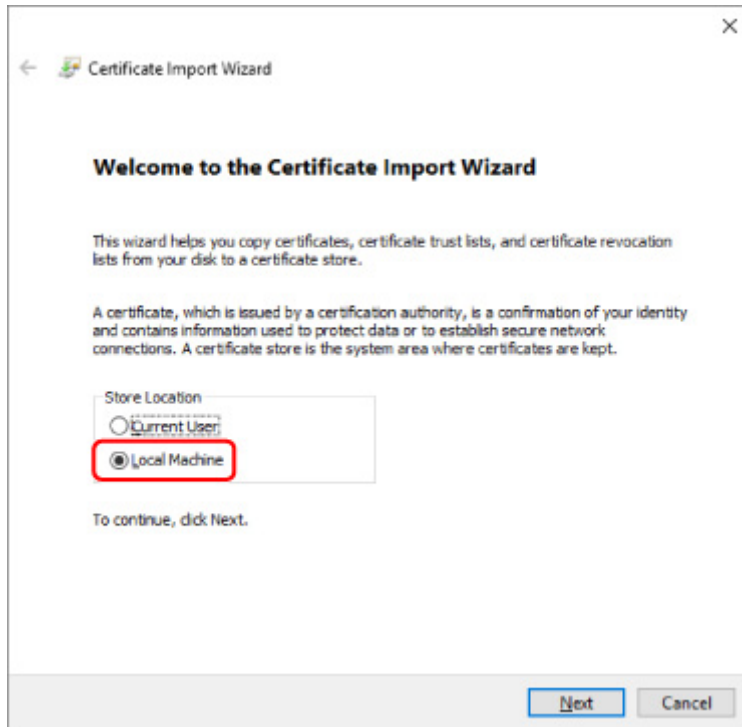 Certificate Import Wizard
Welcome to the Certificate Import Wizard
This wizard helps you copy certificates, certificate trust lists, and certificate revocation
lists from your disk to a certificate store.
A certificate, which is issued by a certification authority, is a confirmation of your identity
and contains information used to protect data or to establish secure network
connections. A certificate store is the system area where certificates are kept.
Store Location
Current User
Local Machine
To continue, click Next.
Next
Cancel